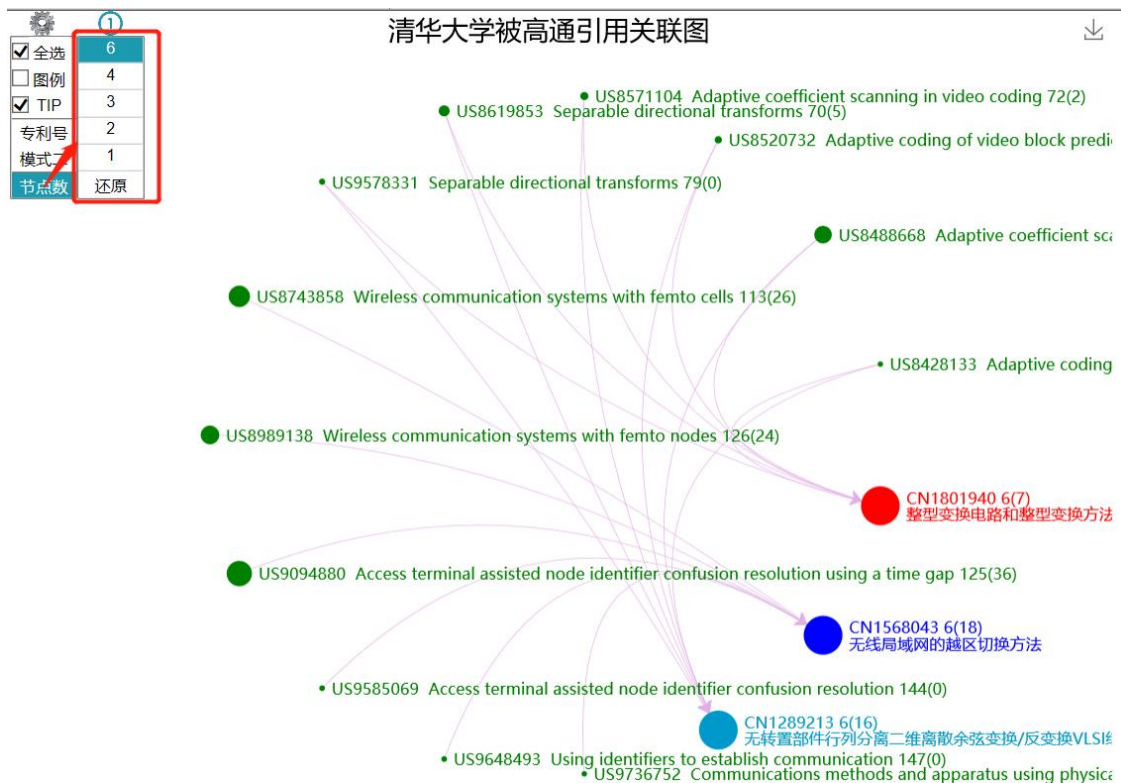 清华大学被高通引用关联图
①
全选
图例
TIP
专利号
节点数
6
4
3
2
1
还原
US8571104 Adaptive coefficient scanning in video coding 72(2)
US8619853 Separable directional transforms 70(5)
US8520732 Adaptive coding of video block predi
US9578331 Separable directional transforms 79(0)
US8488668 Adaptive coefficient sca
US8743858 Wireless communication systems with femto cells 113(26)
US8428133 Adaptive coding
US8989138 Wireless communication systems with femto nodes 126(24)
CN1801940 6(7)
整型变换电路和整型变换方法
US9094880 Access terminal assisted node identifier confusion resolution using a time gap 125(36)
CN1568043 6(18)
无线局域网的越区切换方法
US9585069 Access terminal assisted node identifier confusion resolution 144(0)
CN1289213 6(16)
无转置部件行列分离二维离散余弦变换/反变换VLSI
US9648493 Using identifiers to establish communication 147(0)
US9736752 Communications methods and apparatus using physica